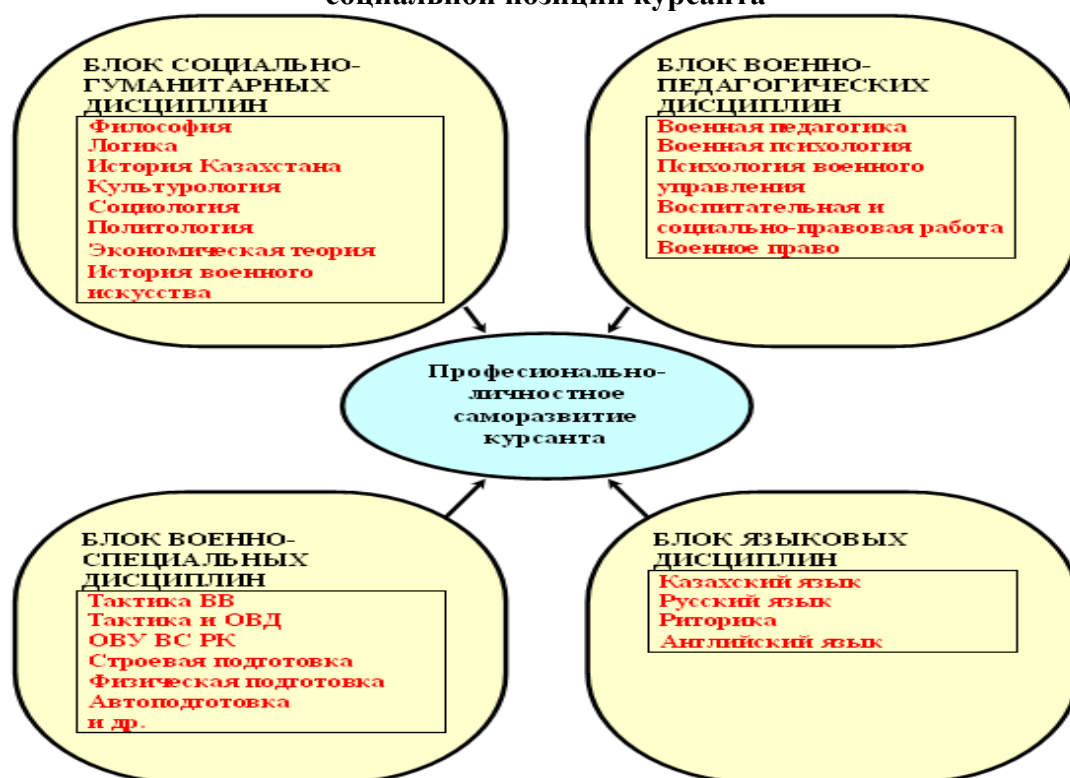 социальной позиции курсанта
БЛОК СОЦИАЛЬНО-
ГУМАНИТАРНЫХ
ДИСЦИПЛИН
Философия
Логика
История Казахстана
Культурология
Социология
Политология
Экономическая теория
История военного
искусства
БЛОК ВОЕННО-
ПЕДАГОГИЧЕСКИХ
ДИСЦИПЛИН
Военная педагогика
Военная психология
Психология военного
управления
Воспитательная и
социально-правовая работа
Военное право
Професионально-
личностное
саморазвитие
курсанта
БЛОК ВОЕННО-
СПЕЦИАЛЬНЫХ
ДИСЦИПЛИН
Тактика ВВ
Тактика и ОВД
ОВУ ВС РК
Строевая подготовка
Физическая подготовка
Автоподготовка
и др.
БЛОК ЯЗЫКОВЫХ
ДИСЦИПЛИН
Казахский язык
Русский язык
Риторика
Английский язык